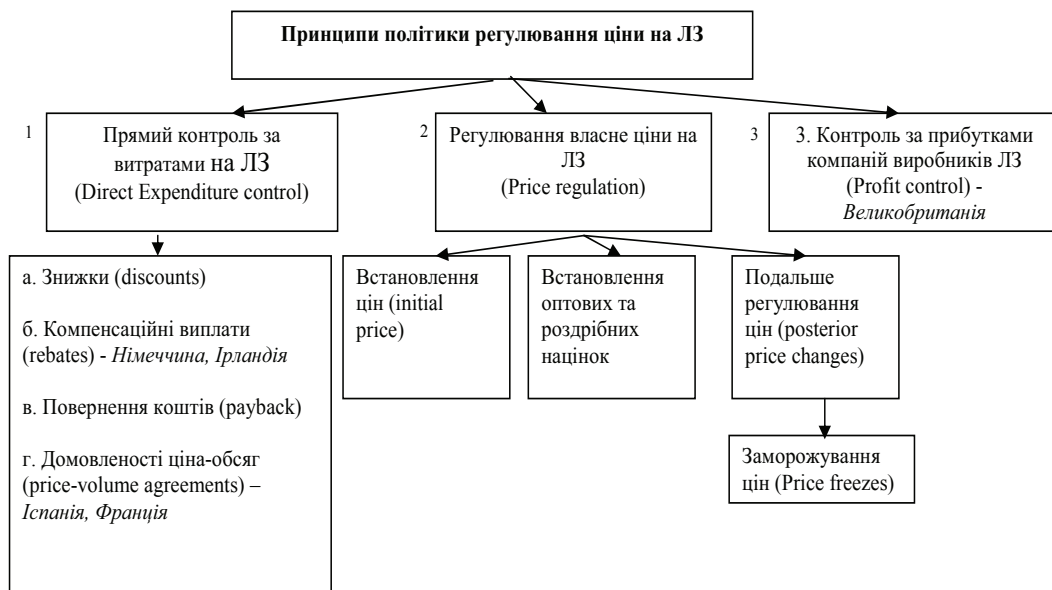 Принципи політики регулювання ціни на ЛЗ
1
Прямий контроль за
витратами на ЛЗ
(Direct Expenditure control)
2
Регулювання власне ціни на
ЛЗ
(Price regulation)
3
3. Контроль за прибутками
компаній виробників ЛЗ
(Profit control) -
Великобританія
а. Знижки (discounts)
б. Компенсаційні виплати
(rebates) - Німеччина, Ірландія
в. Повернення коштів (payback)
г. Домовленості ціна-обсяг
(price-volume agreements) –
Іспанія, Франція
Встановлення
цін (initial
price)
Встановлення
оптових та
роздрібних
націнок
Подальше
регулювання
цін (posterior
price changes)
Заморожування
цін (Price freezes)